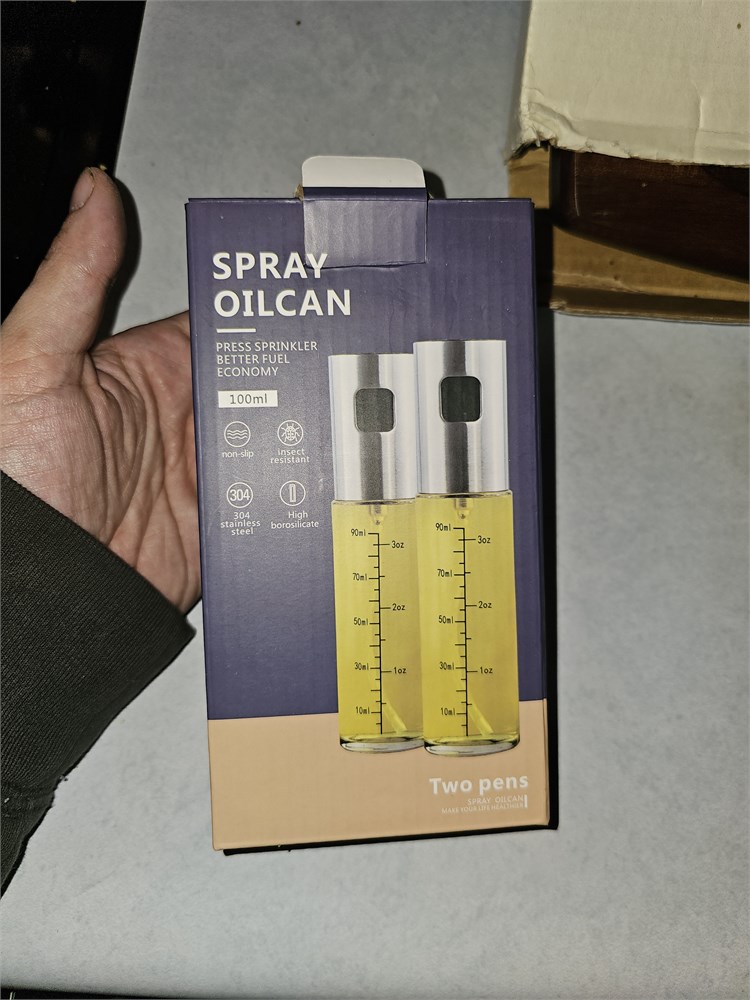 SPRAY
OILCAN
PRESS SPRINKLER
BETTER FUEL
ECONOMY
100ml
non-slip
insect
resistant
304
304
stainless
steel
High
borosilicate
90ml
3oz
70ml
2oz
50ml
30ml
1oz
10ml
90ml
3oz
70ml
2oz
50ml
30ml
1oz
10ml
Two pens
SPRAY OILCAN
MAKE YOUR LIFE HEALTHIER